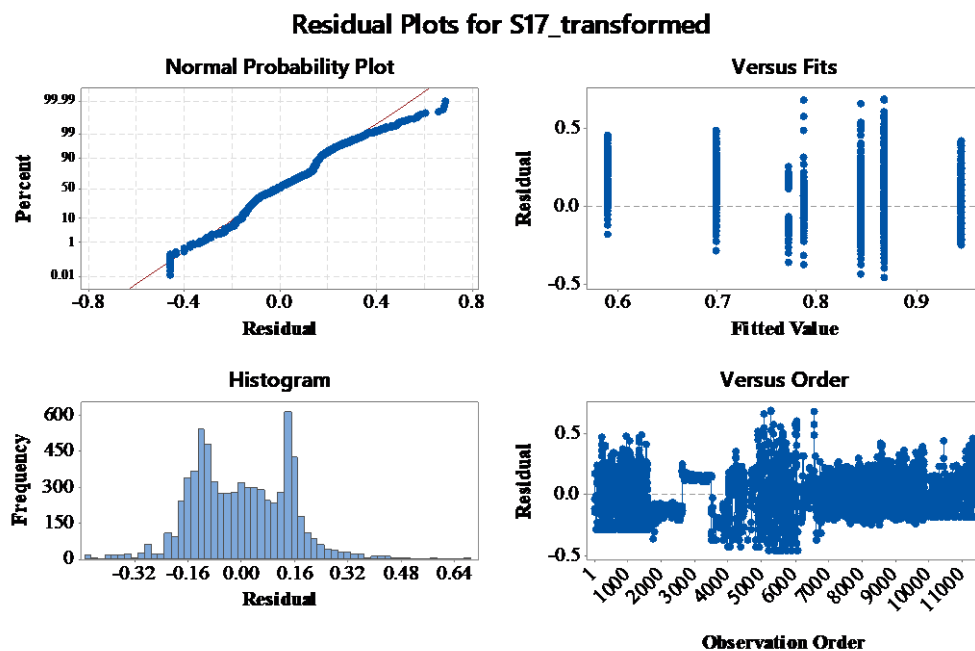 Residual Plots for S17_transformed
Normal Probability Plot
Percent
99.99
99
90
50
10
1
0.01
-0.8 -0.4 0.0 0.4 0.8
Residual
Versus Fits
Residual
0.5
0.0
-0.5
0.6 0.7 0.8 0.9
Fitted Value
Histogram
Frequency
600
450
300
150
0
-0.32 -0.16 0.00 0.16 0.32 0.48 0.64
Residual
Versus Order
Residual
0.5
0.0
-0.5
1 1000 2000 3000 4000 5000 6000 7000 8000 9000 10000 11000
Observation Order